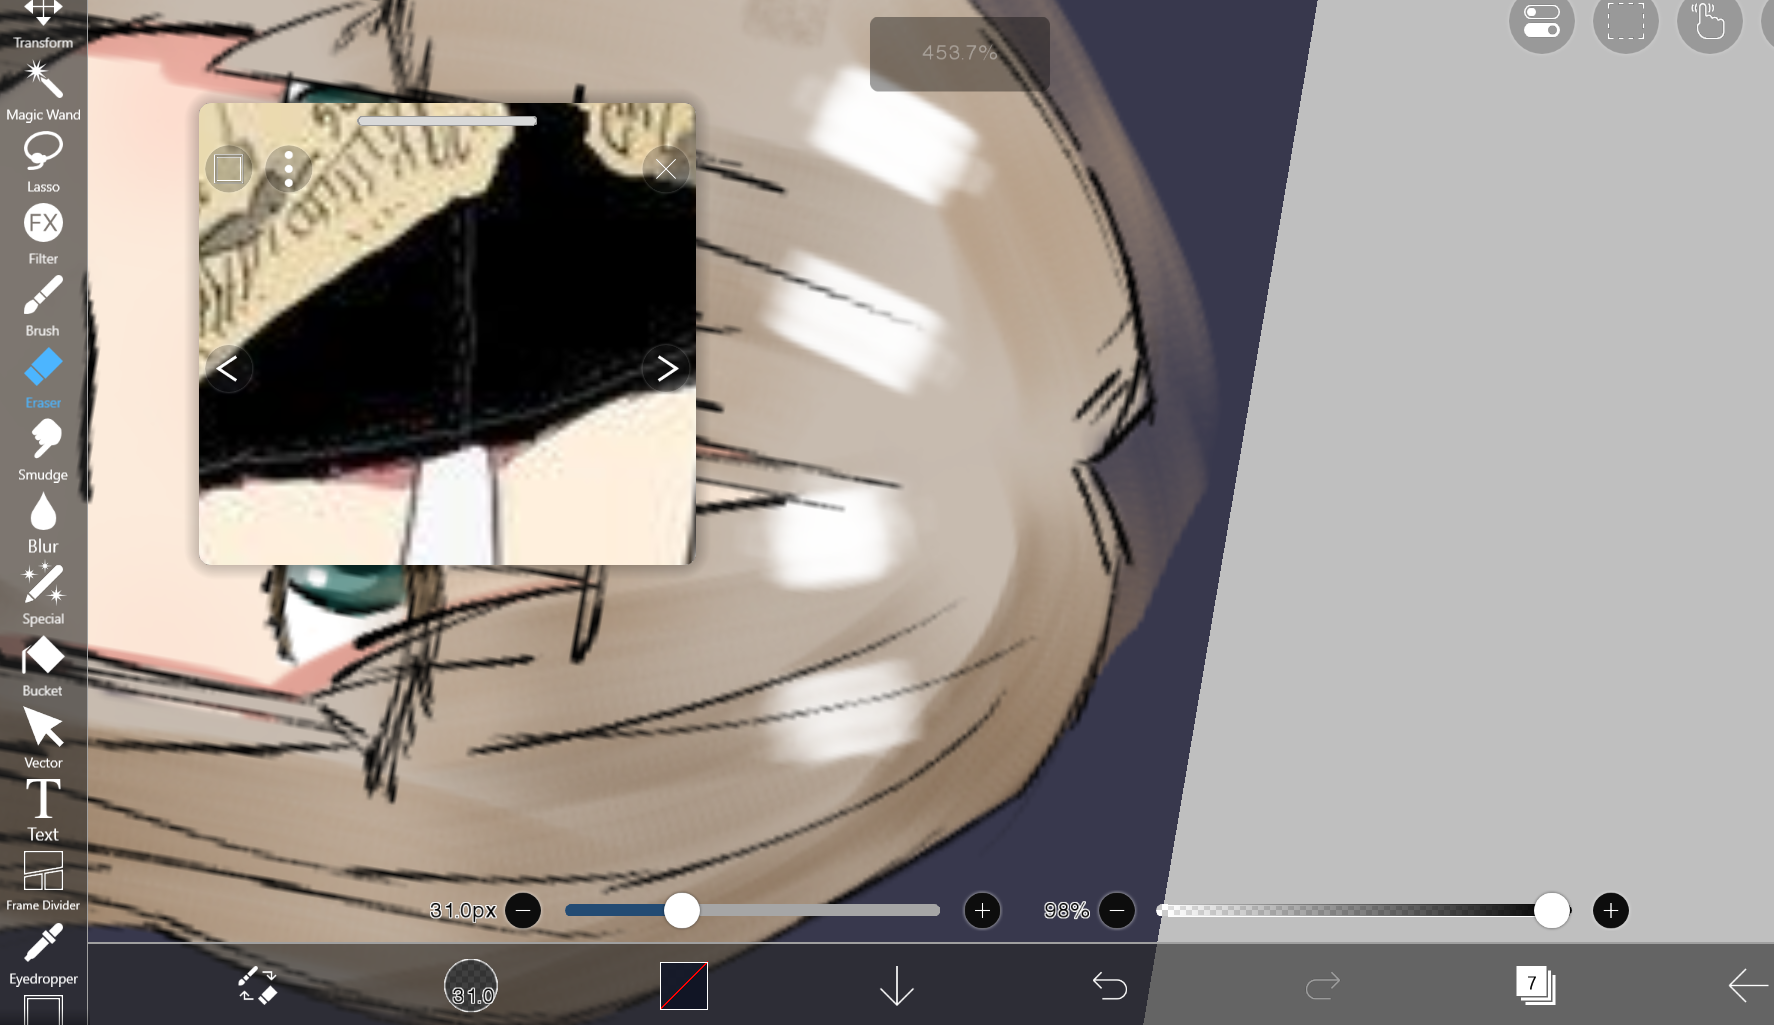 Transform
Magic Wand
Lasso
FX
Filter
Brush
Eraser
Smudge
Blur
Special
Bucket
Vector
T
Text
Frame Divider
Eyedropper
453.7%
31.0px
98%
31.0
7